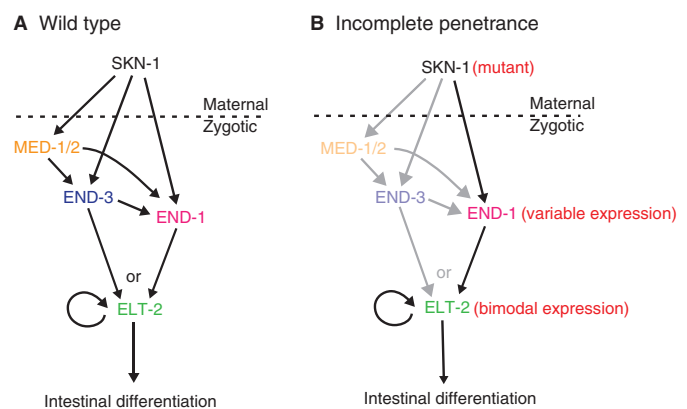 A Wild type
SKN-1
Maternal
Zygotic
MED-1/2
END-3
END-1
or
ELT-2
Intestinal differentiation
B Incomplete penetrance
SKN-1 (mutant)
Maternal
Zygotic
MED-1/2
END-3
END-1 (variable expression)
or
ELT-2 (bimodal expression)
Intestinal differentiation